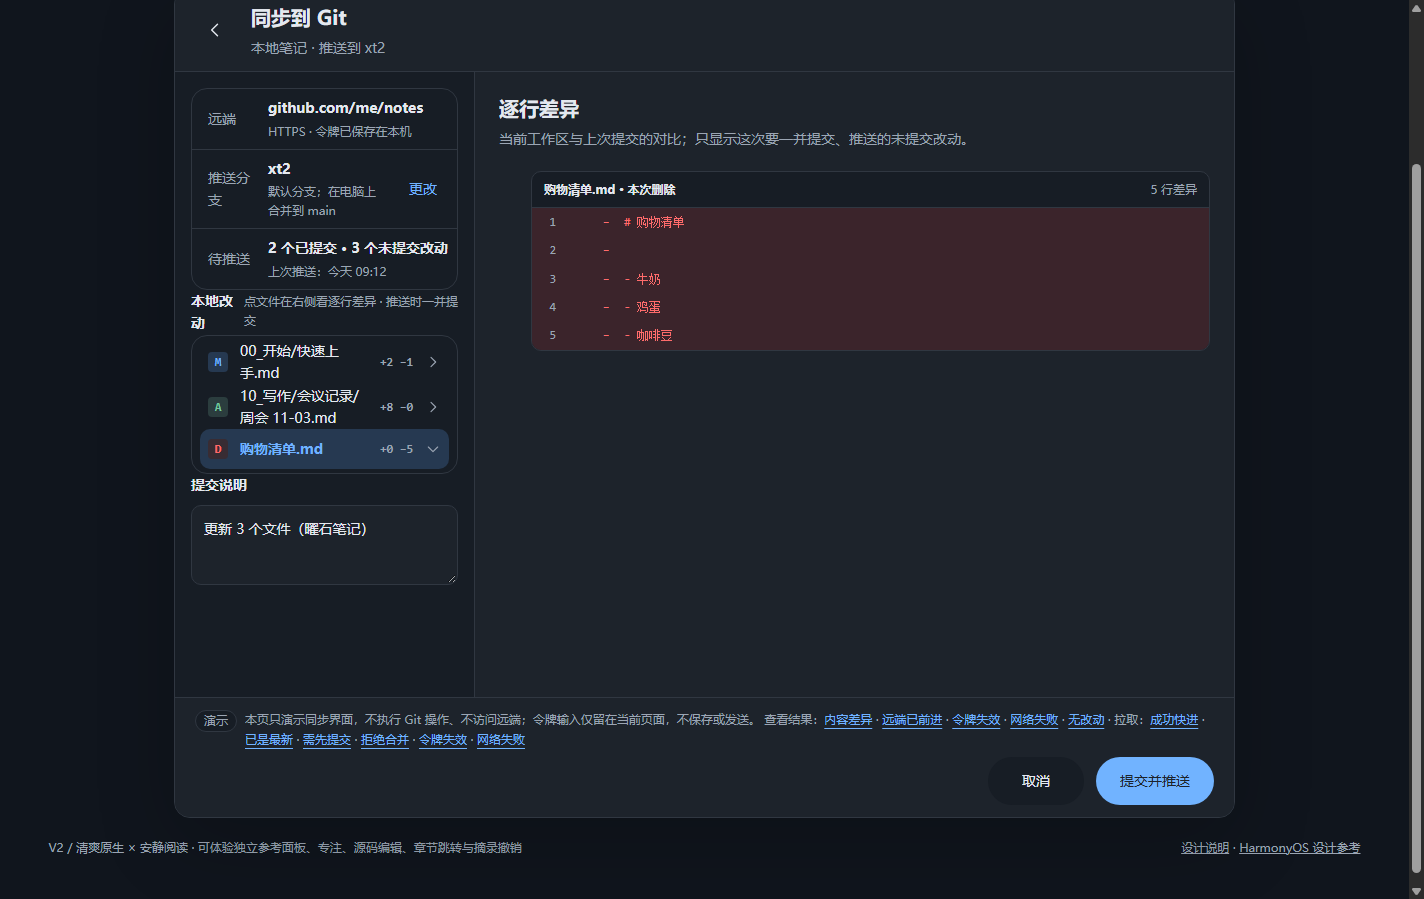 同步到 Git
本地笔记 · 推送到 xt2
远端
github.com/me/notes
HTTPS · 令牌已保存在本机
推送分
支
xt2
默认分支；在电脑上
合并到 main
更改
待推送
2 个已提交 • 3 个未提交改动
上次推送：今天 09:12
本地改
动
点文件在右侧看逐行差异 · 推送时一并提
交
M
00_开始/快速上
手.md
+2 −1
A
10_写作/会议记录/
周会 11-03.md
+8 −0
D
购物清单.md
+0 −5
提交说明
更新 3 个文件（曜石笔记）
逐行差异
当前工作区与上次提交的对比；只显示这次要一并提交、推送的未提交改动。
购物清单.md • 本次删除
5 行差异
1 − # 购物清单
2 −
3 − - 牛奶
4 − - 鸡蛋
5 − - 咖啡豆
演示
本页只演示同步界面，不执行 Git 操作、不访问远端；令牌输入仅留在当前页面，不保存或发送。 查看结果：内容差异 · 远端已前进 · 令牌失效 · 网络失败 · 无改动 · 拉取：成功快进 ·
已是最新 · 需先提交 · 拒绝合并 · 令牌失效 · 网络失败
取消
提交并推送
V2 / 清爽原生 × 安静阅读 · 可体验独立参考面板、专注、源码编辑、章节跳转与摘录撤销
设计说明 · HarmonyOS 设计参考